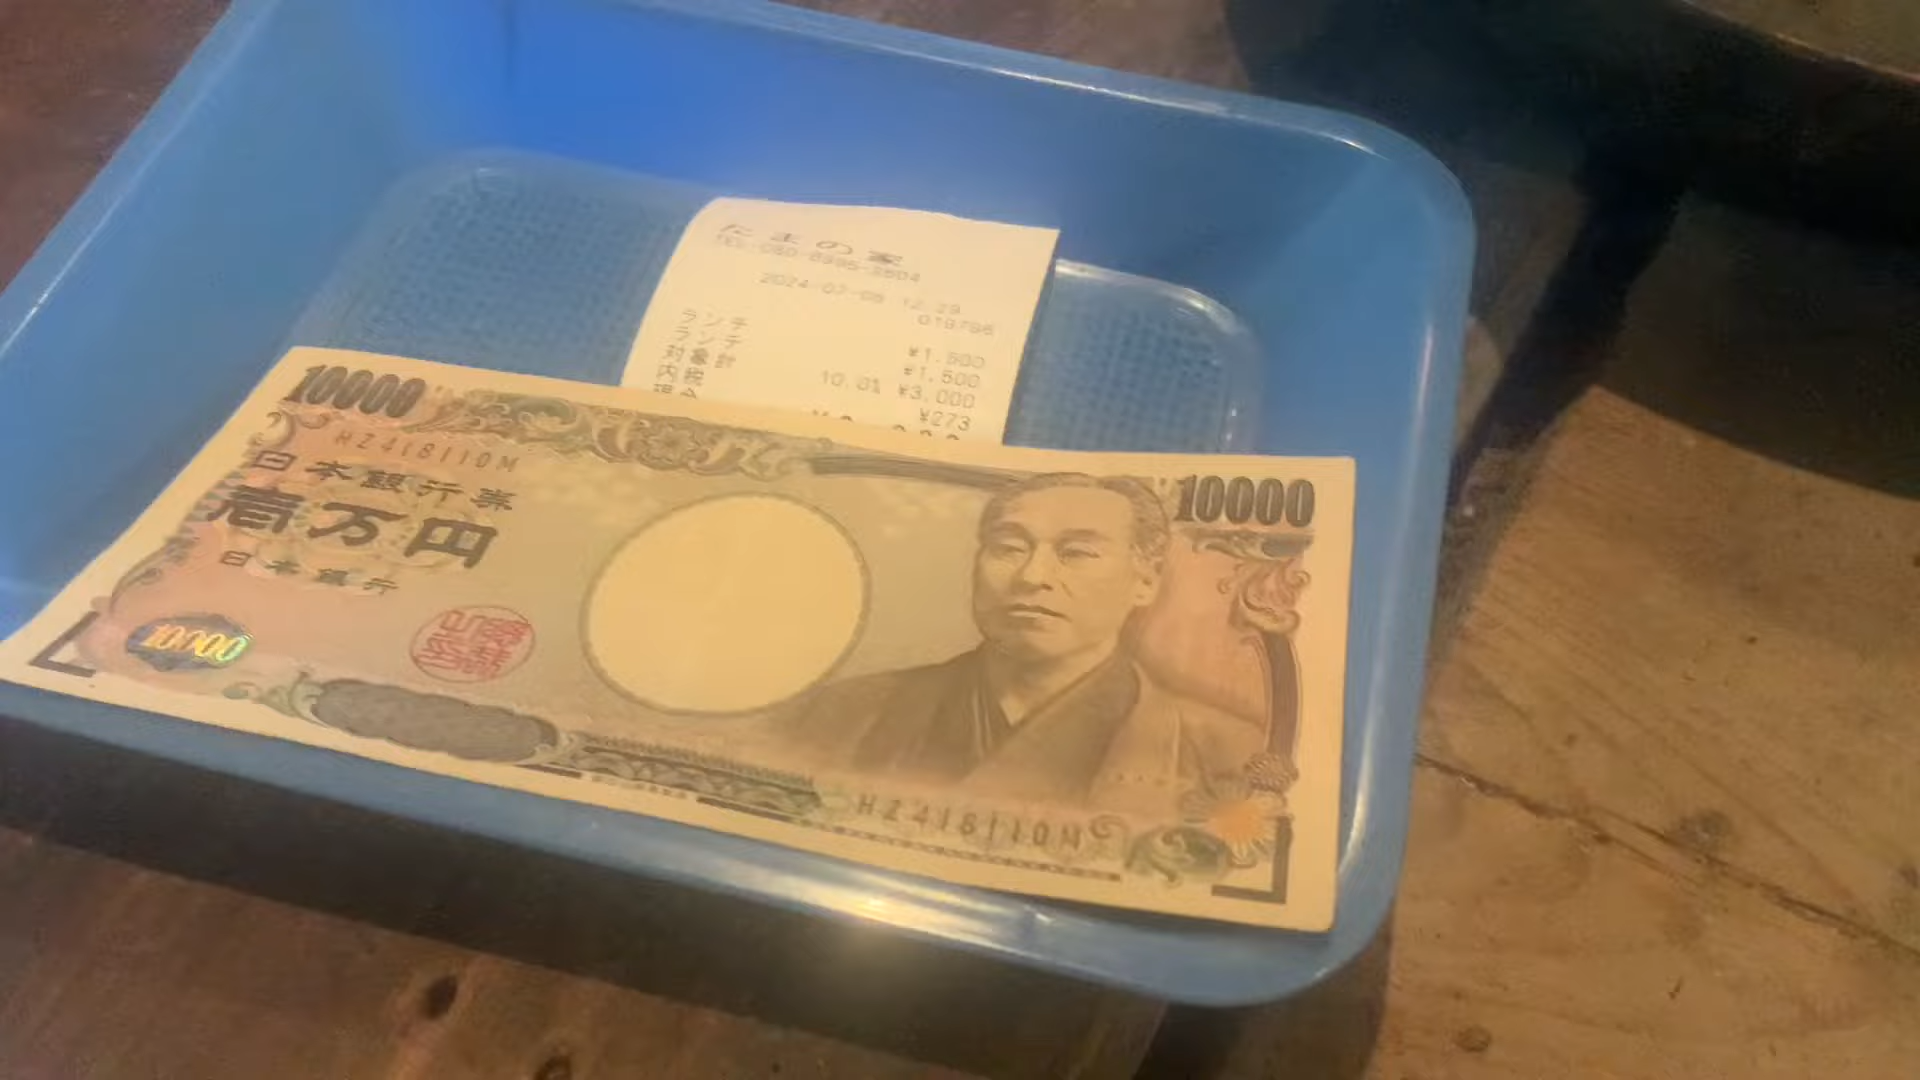 たまの家
2024-07-08 12:29
019796
ランチ ¥1,500
ランチ ¥1,500
対象計 10.0% ¥3,000
内税 ¥273
現金
10000
HZ418110M
日本銀行券
壱万円
日本銀行
10000
10000
HZ418110M